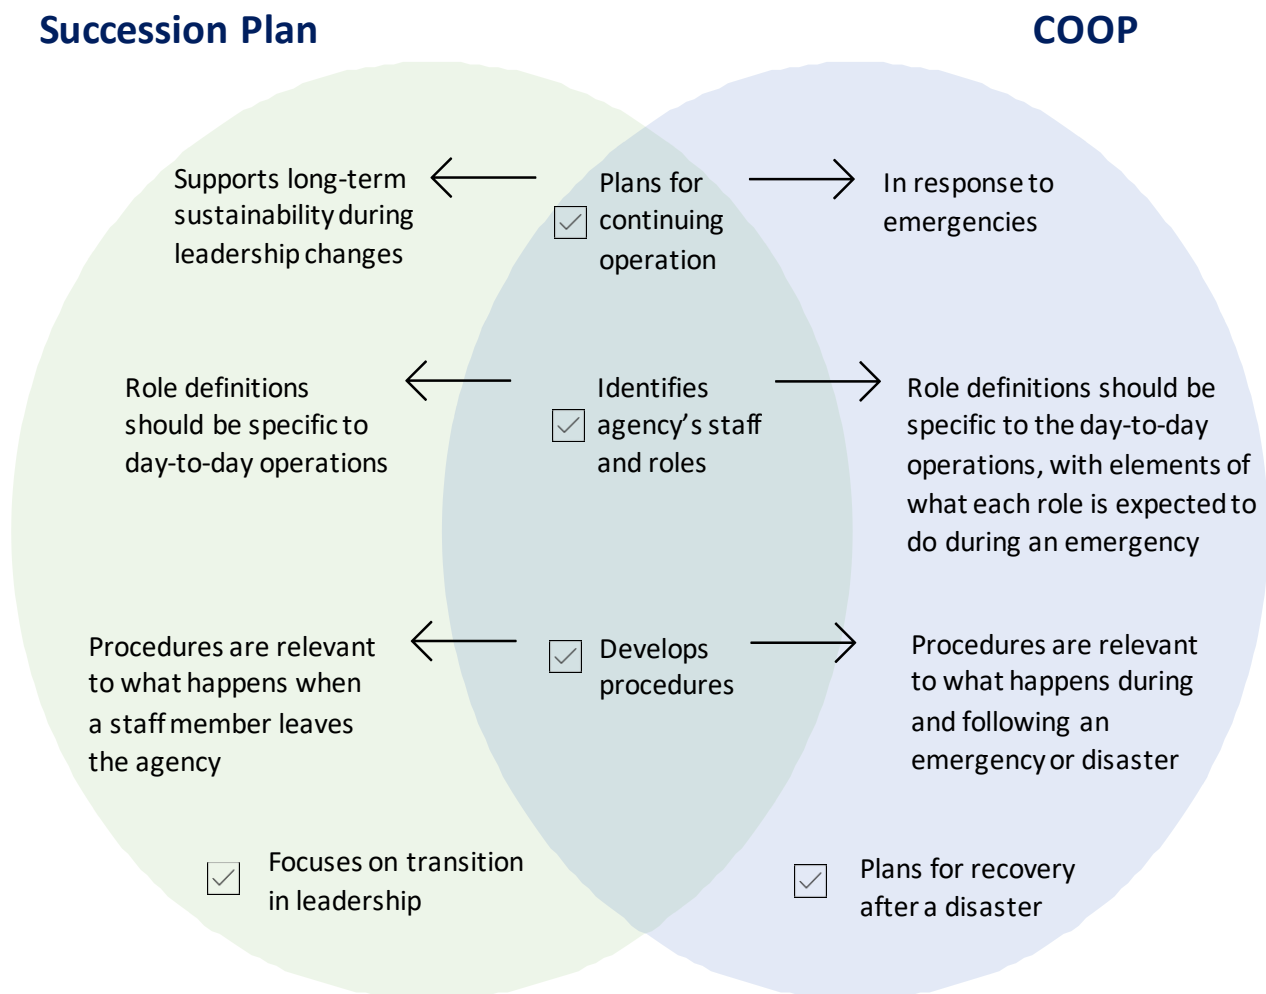 Succession Plan
COOP
Supports long-term
sustainability during
leadership changes
Plans for
continuing
operation
In response to
emergencies
Role definitions
should be specific to
day-to-day operations
Identifies
agency’s staff
and roles
Role definitions should be
specific to the day-to-day
operations, with elements of
what each role is expected to
do during an emergency
Procedures are relevant
to what happens when
a staff member leaves
the agency
Develops
procedures
Procedures are relevant
to what happens during
and following an
emergency or disaster
Focuses on transition
in leadership
Plans for recovery
after a disaster